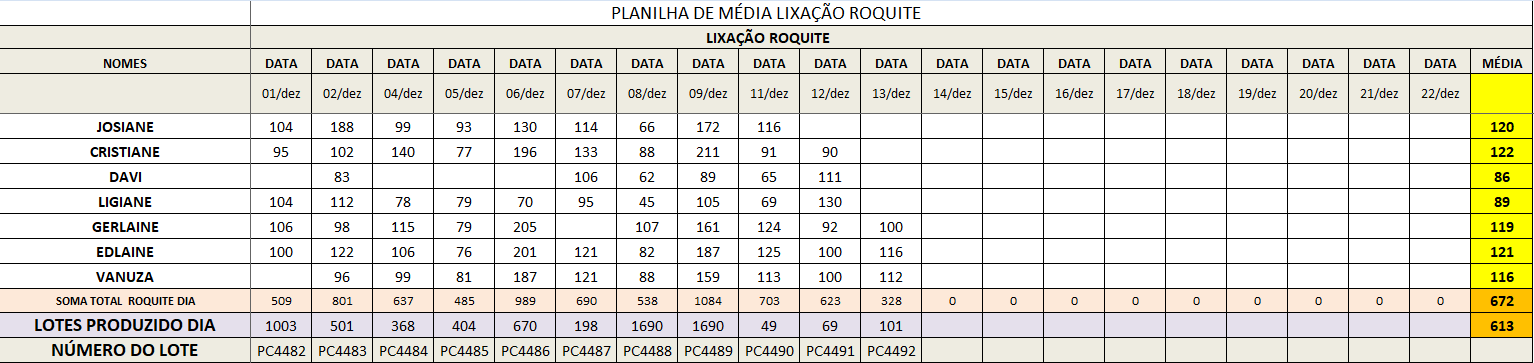 PLANILHA DE MÉDIA LIXAÇÃO ROQUITE
LIXAÇÃO ROQUITE
NOMES DATA DATA DATA DATA DATA DATA DATA DATA DATA DATA DATA DATA DATA DATA DATA DATA DATA DATA DATA DATA MÉDIA
01/dez 02/dez 04/dez 05/dez 06/dez 07/dez 08/dez 09/dez 11/dez 12/dez 13/dez 14/dez 15/dez 16/dez 17/dez 18/dez 19/dez 20/dez 21/dez 22/dez
JOSIANE 104 188 99 93 130 114 66 172 116 120
CRISTIANE 95 102 140 77 196 133 88 211 91 90 122
DAVI 83 106 62 89 65 111 86
LIGIANE 104 112 78 79 70 95 45 105 69 130 89
GERLAINE 106 98 115 79 205 107 161 124 92 100 119
EDLAINE 100 122 106 76 201 121 82 187 125 100 116 121
VANUZA 96 99 81 187 121 88 159 113 100 112 116
SOMA TOTAL ROQUITE DIA 509 801 637 485 989 690 538 1084 703 623 328 0 0 0 0 0 0 0 0 0 672
LOTES PRODUZIDO DIA 1003 501 368 404 670 198 1690 1690 49 69 101 613
NÚMERO DO LOTE PC4482 PC4483 PC4484 PC4485 PC4486 PC4487 PC4488 PC4489 PC4490 PC4491 PC4492